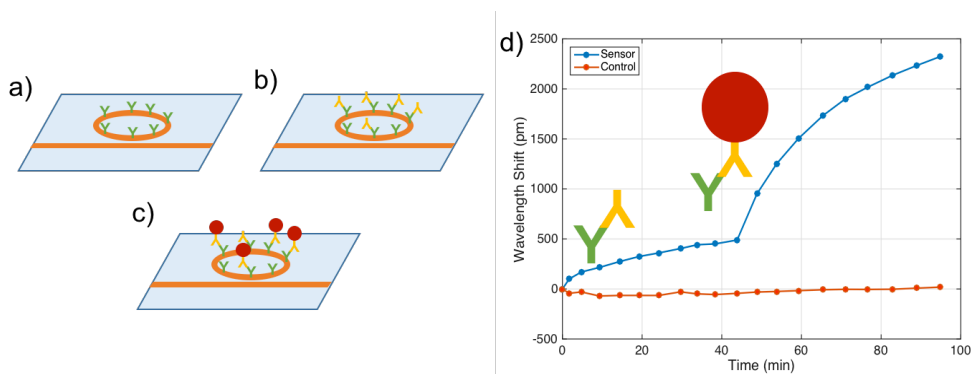 a)
b)
c)
d)
Sensor
Control
Wavelength Shift (pm)
2500
2000
1500
1000
500
0
-500
0
20
40
60
80
100
Time (min)